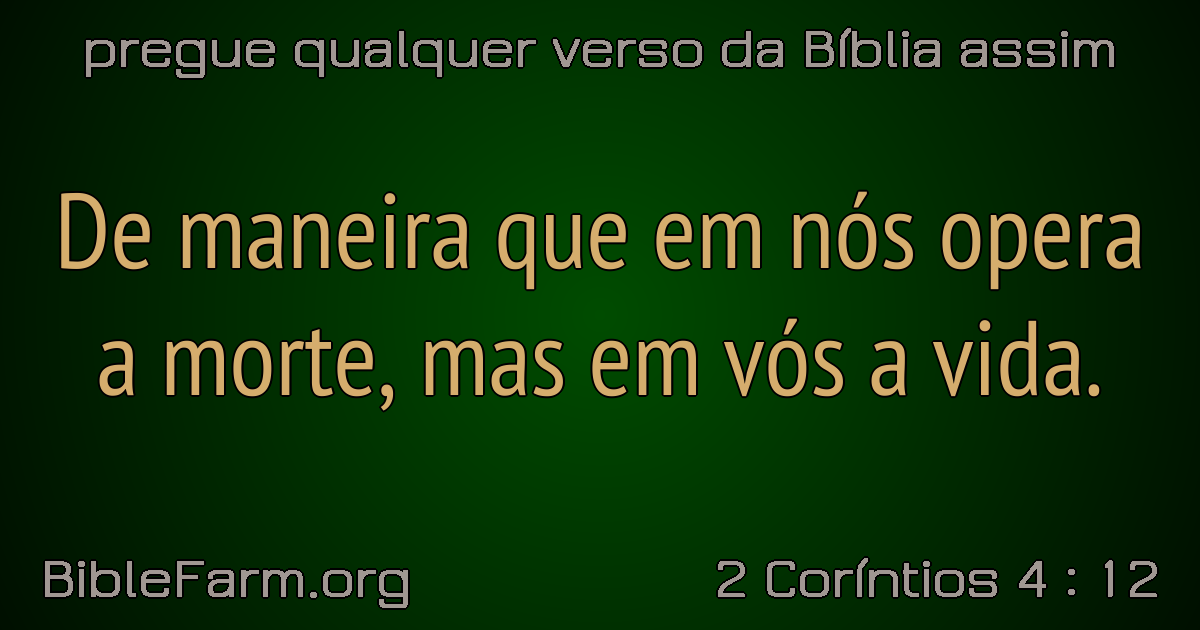 pregue qualquer verso da Bíblia assim
De maneira que em nós opera
a morte, mas em vós a vida.
BibleFarm.org
2 Coríntios 4 : 12